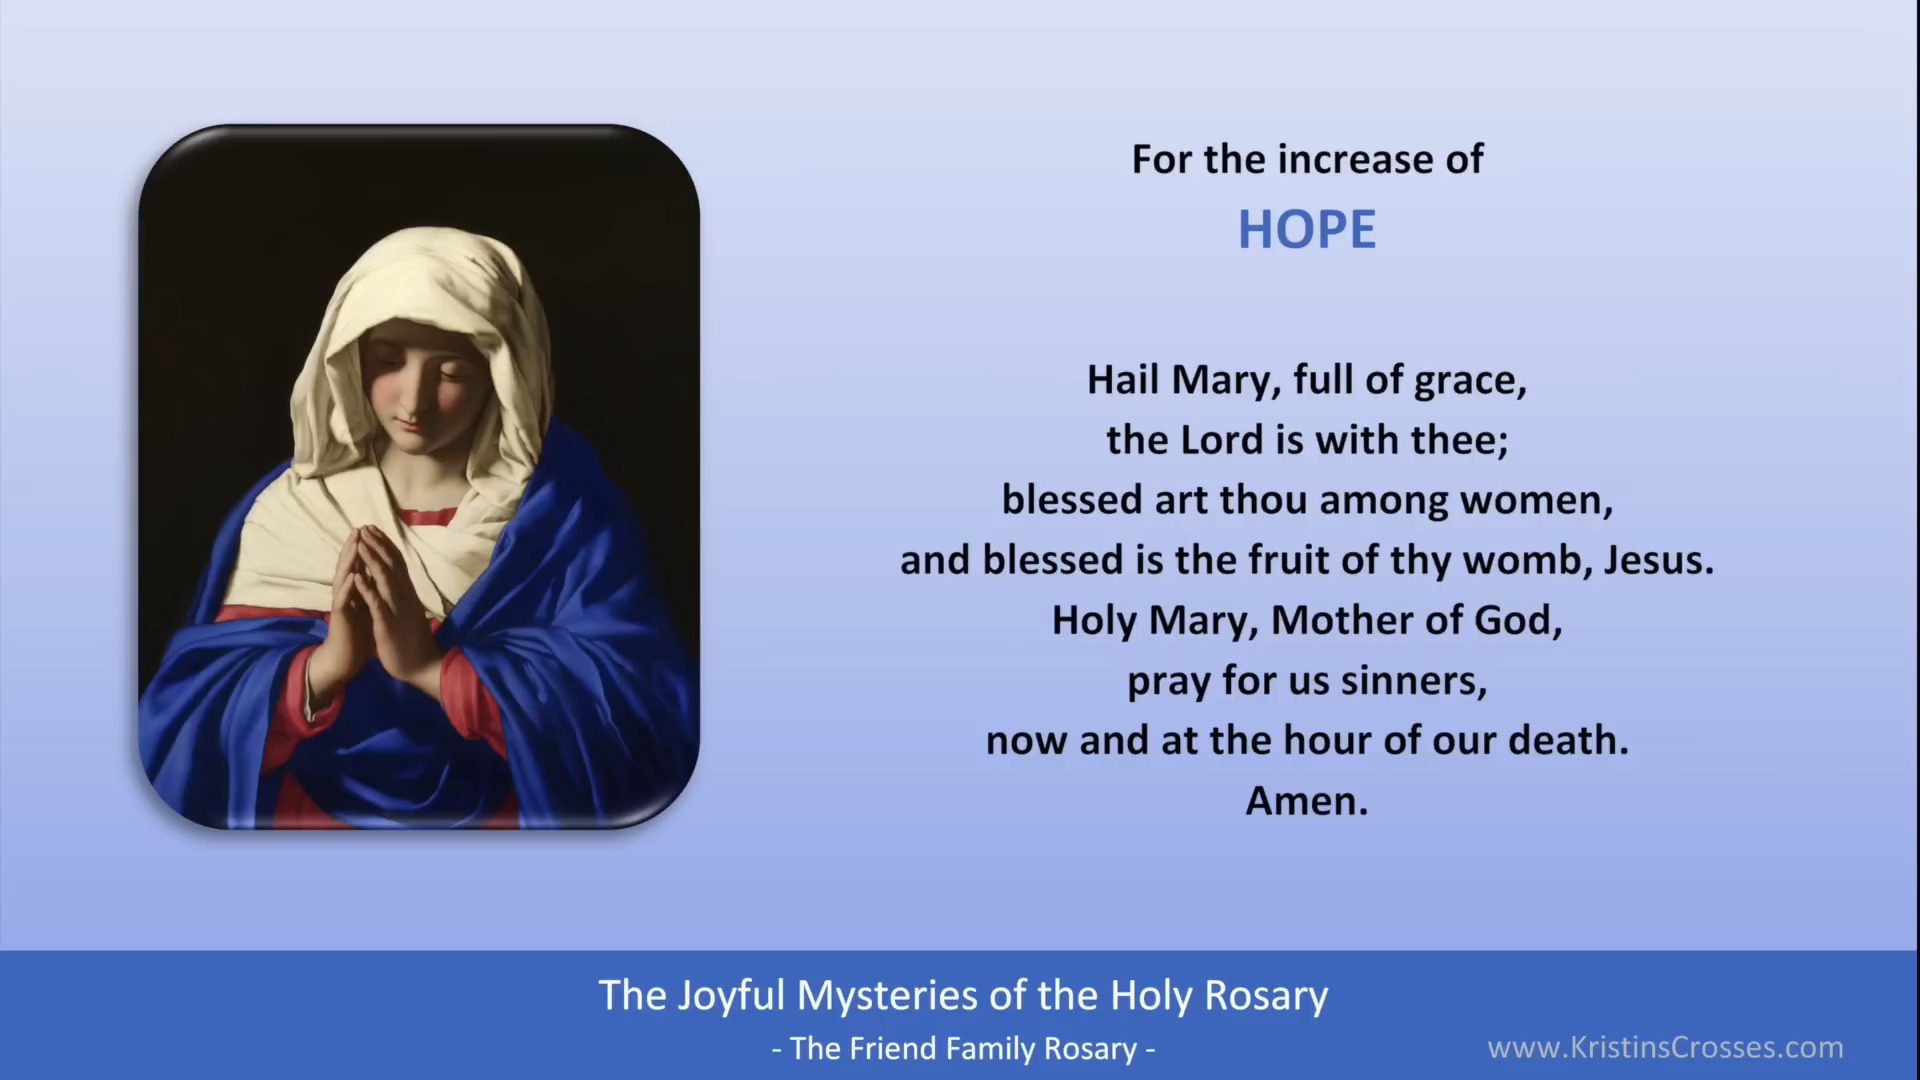 For the increase of
HOPE
Hail Mary, full of grace,
the Lord is with thee;
blessed art thou among women,
and blessed is the fruit of thy womb, Jesus.
Holy Mary, Mother of God,
pray for us sinners,
now and at the hour of our death.
Amen.
The Joyful Mysteries of the Holy Rosary
- The Friend Family Rosary -
www.KristinsCrosses.com